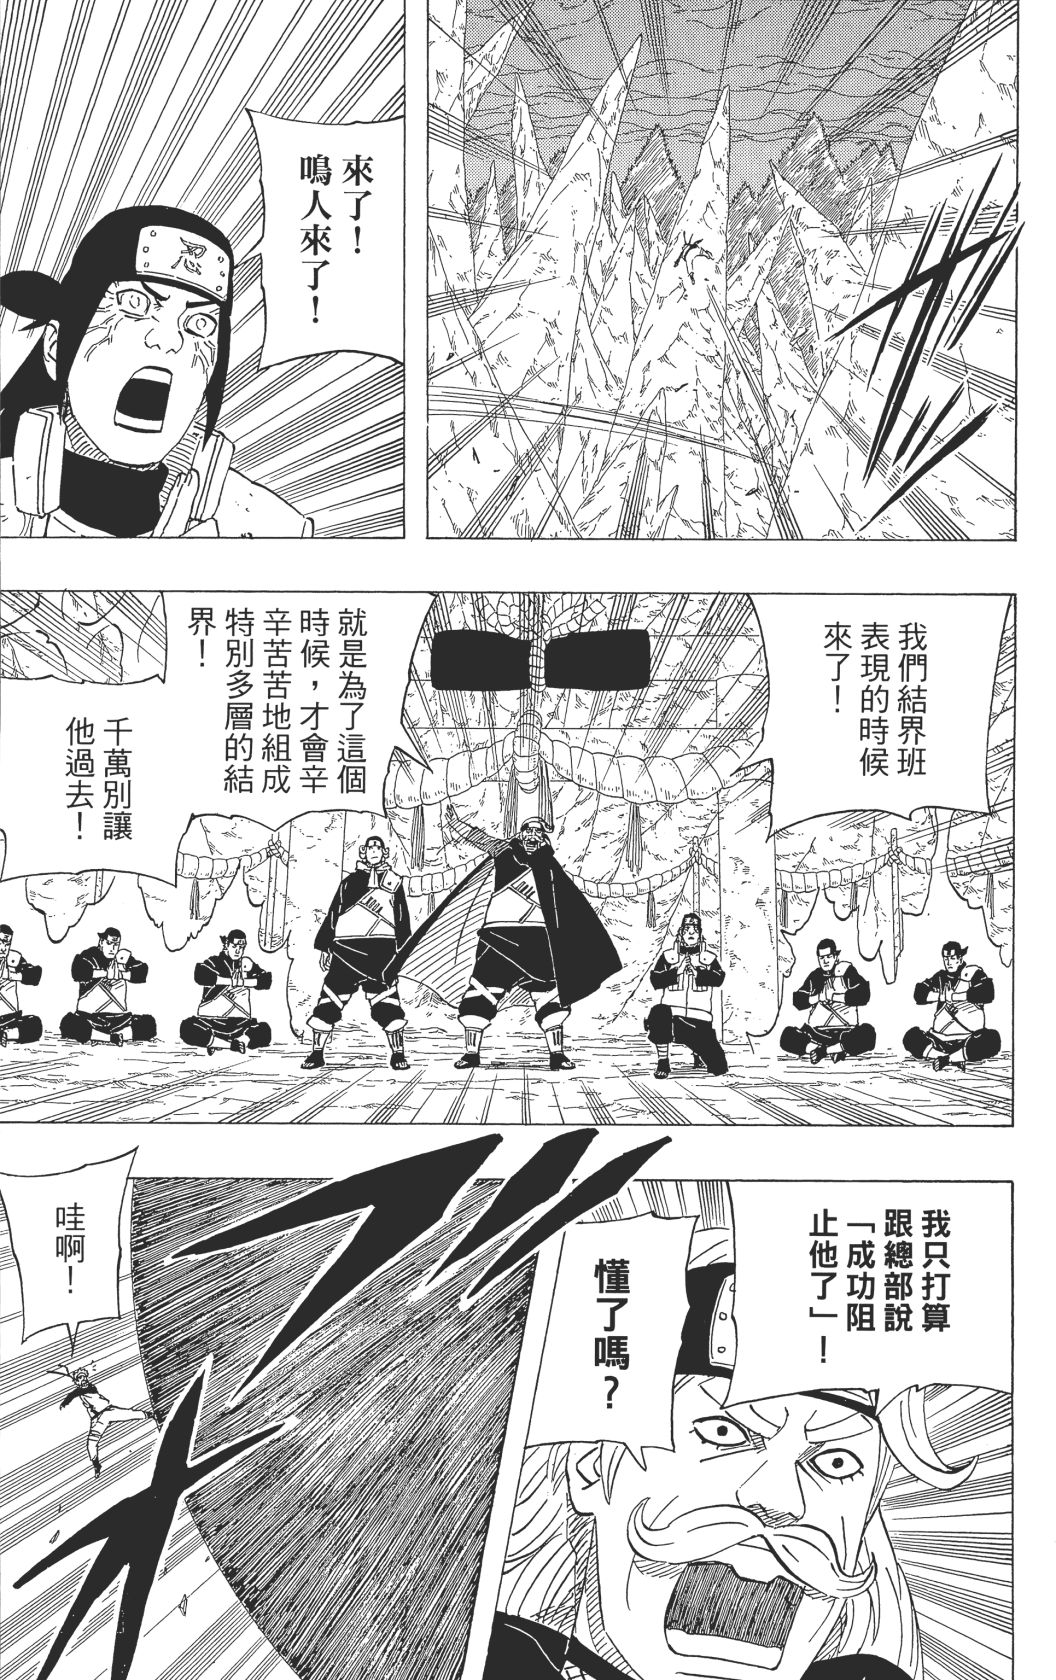 忍
來了！
鳴人來了！
我們結界班
表現的時候
來了！
就是為了這個
時候，才會辛
辛苦苦地組成
特別多層的結
界！
千萬別讓
他過去！
我只打算
跟總部說
「成功阻
止他了」！
懂了嗎？
哇啊！